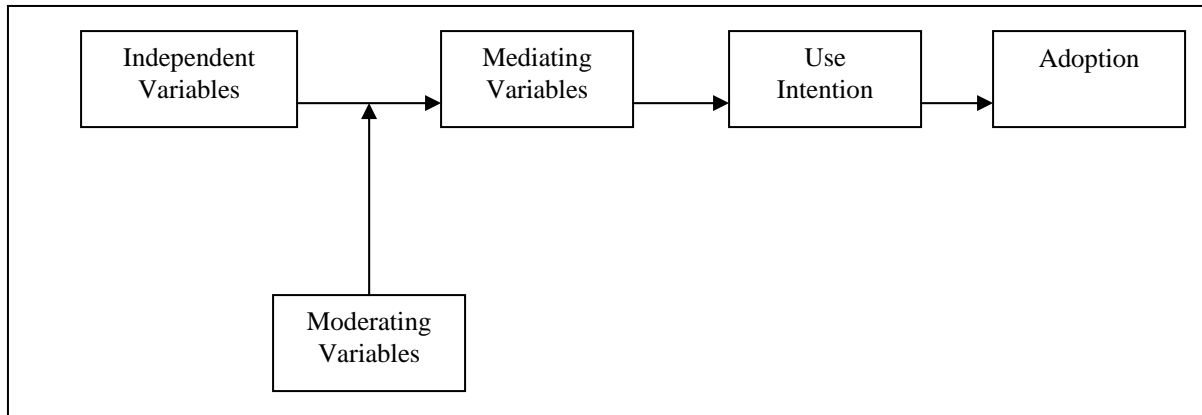 Independent
Variables
Mediating
Variables
Use
Intention
Adoption
Moderating
Variables